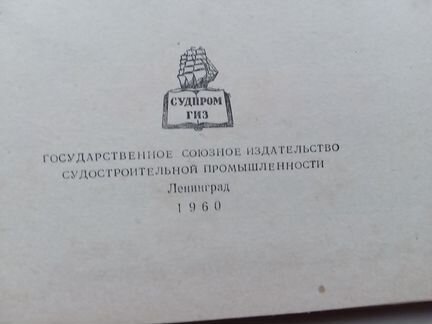 СУДПРОМ
ГИЗ
ГОСУДАРСТВЕННОЕ СОЮЗНОЕ ИЗДАТЕЛЬСТВО
СУДОСТРОИТЕЛЬНОЙ ПРОМЫШЛЕННОСТИ
Ленинград
1960